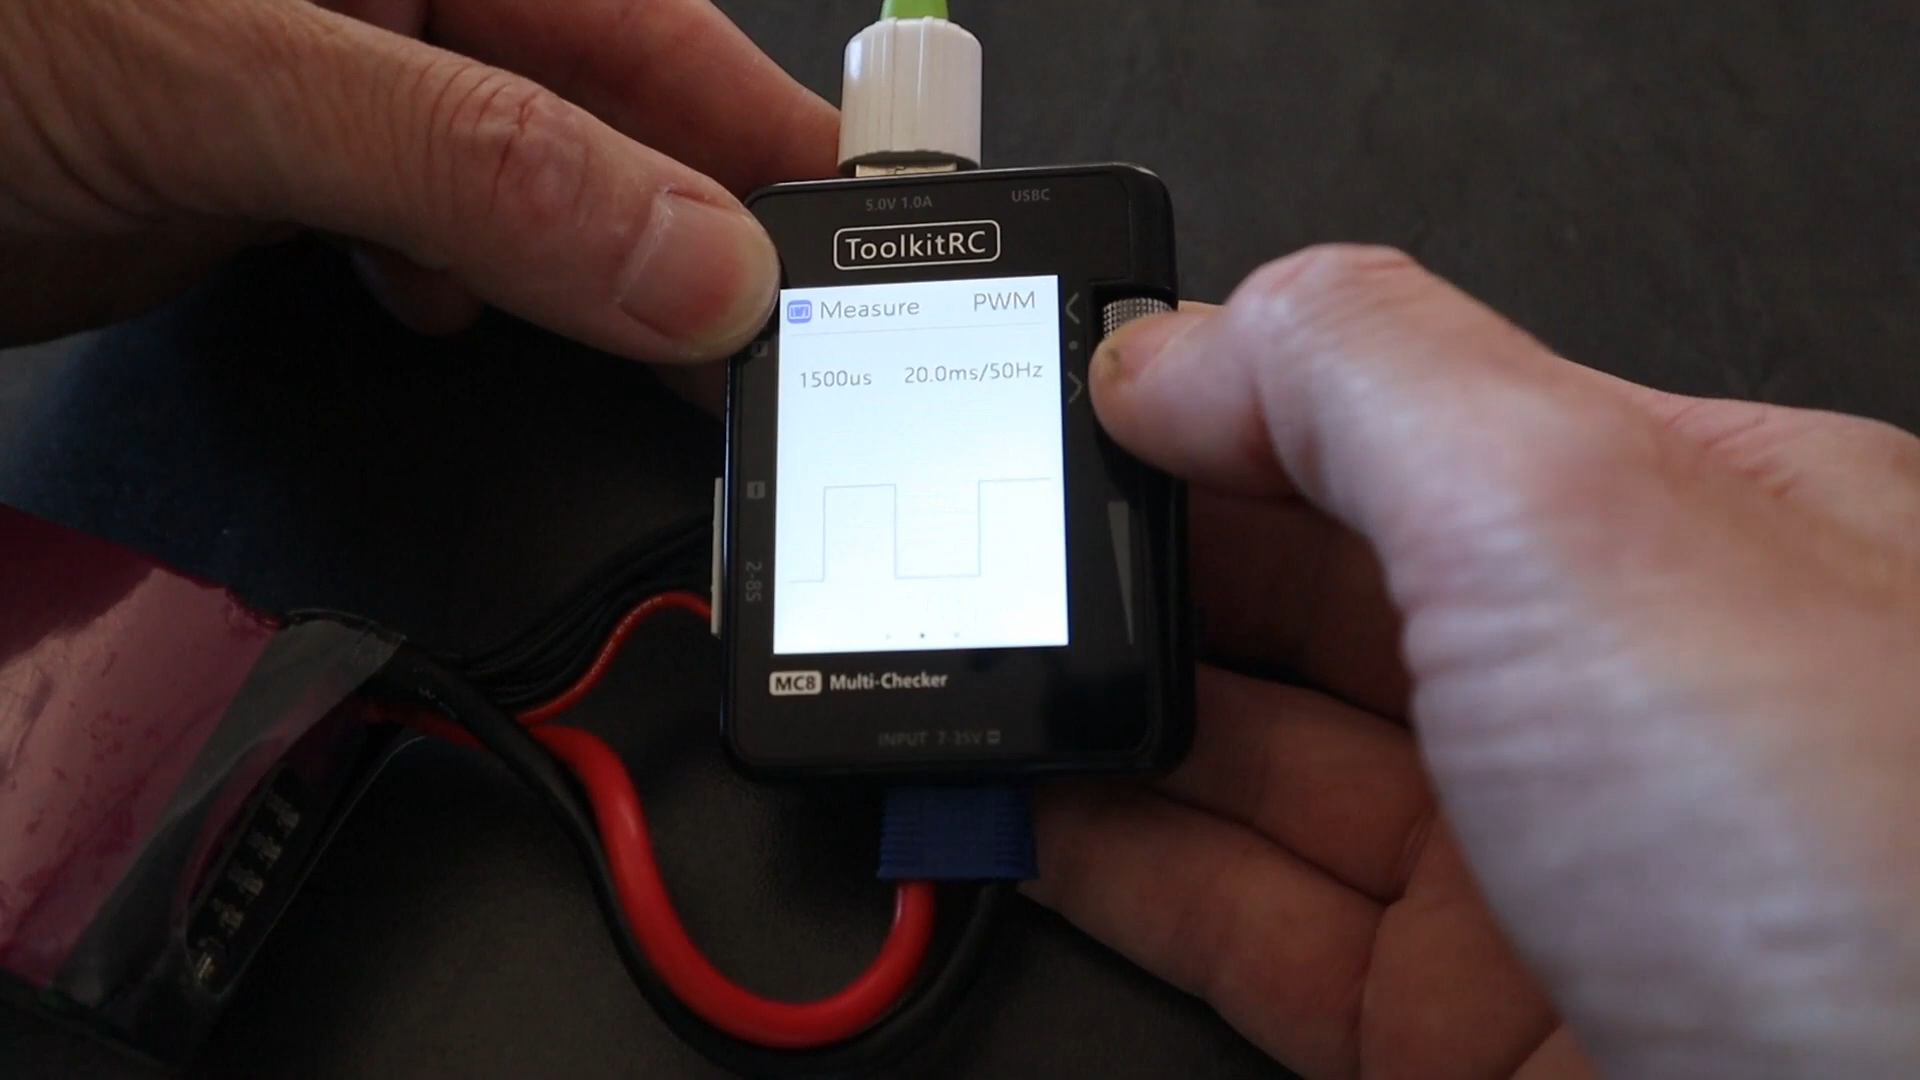 5.0V 1.0A USBC
ToolkitRC
Measure PWM
1500us 20.0ms/50Hz
2-8S
MC8 Multi-Checker
INPUT 7-35V